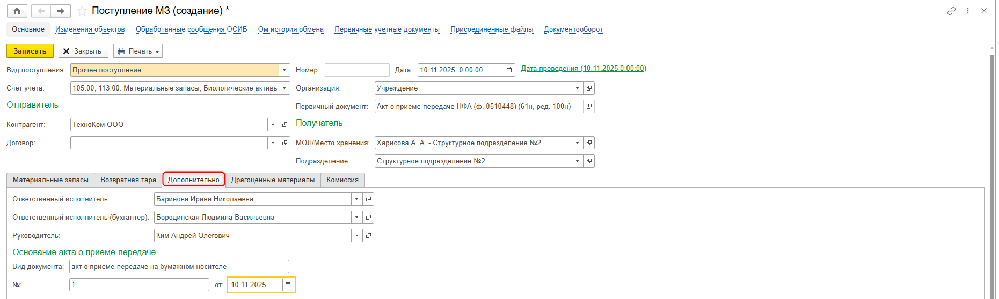 Поступление МЗ (создание) *
Основное Изменения объектов Обработанные сообщения ОСИБ Ом история обмена Первичные учетные документы Присоединенные файлы Документооборот
Записать Закрыть Печать
Вид поступления: Прочее поступление Номер: Дата: 10.11.2025 0:00:00 Дата проведения (10.11.2025 0:00:00)
Счет учета: 105.00, 113.00. Материальные запасы, Биологические активы Организация: Учреждение
Отправитель Первичный документ: Акт о приеме-передаче НФА (ф. 0510448) (61н, ред. 100н)
Контрагент: ТехноКом ООО Получатель
Договор: МОЛ/Место хранения: Харисова А. А. - Структурное подразделение №2
Подразделение: Структурное подразделение №2
Материальные запасы Возвратная тара Дополнительно Драгоценные материалы Комиссия
Ответственный исполнитель: Баринова Ирина Николаевна
Ответственный исполнитель (бухгалтер): Бородинская Людмила Васильевна
Руководитель: Ким Андрей Олегович
Основание акта о приеме-передаче
Вид документа: акт о приеме-передаче на бумажном носителе
№: 1 от: 10.11.2025